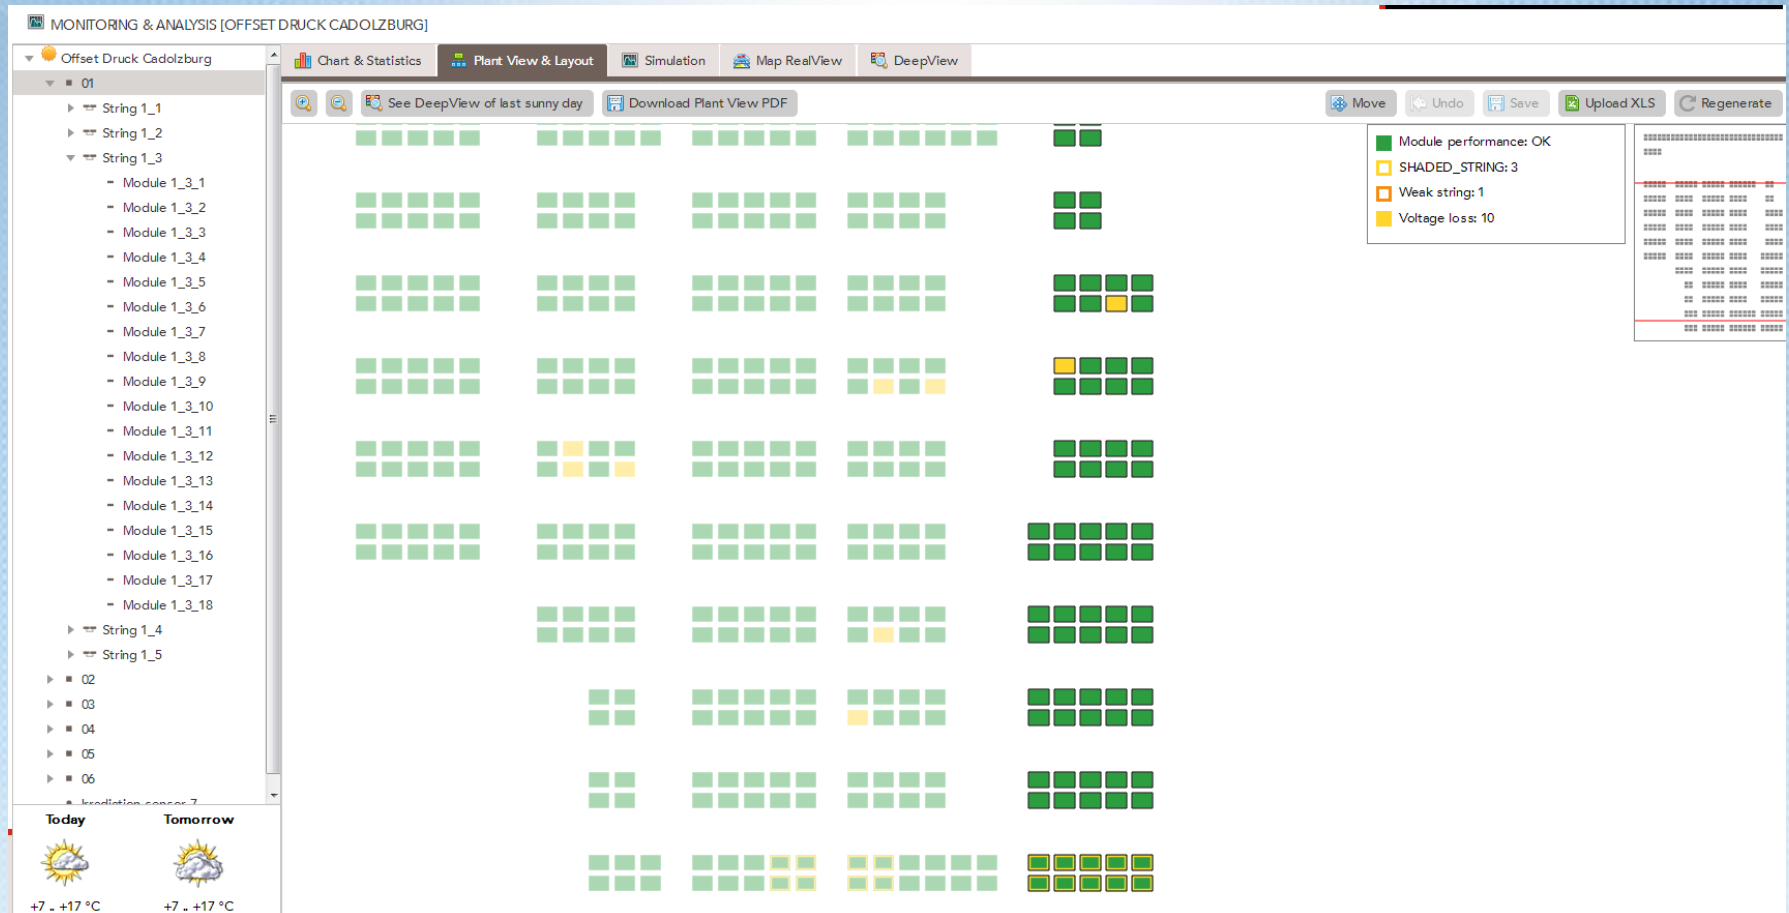 MONITORING & ANALYSIS [OFFSET DRUCK CADOLZBURG]
Offset Druck Cadolzburg
01
String 1_1
String 1_2
String 1_3
Module 1_3_1
Module 1_3_2
Module 1_3_3
Module 1_3_4
Module 1_3_5
Module 1_3_6
Module 1_3_7
Module 1_3_8
Module 1_3_9
Module 1_3_10
Module 1_3_11
Module 1_3_12
Module 1_3_13
Module 1_3_14
Module 1_3_15
Module 1_3_16
Module 1_3_17
Module 1_3_18
String 1_4
String 1_5
02
03
04
05
06
Irradiation sensor 7
Today Tomorrow
+7 .. +17 °C +7 .. +17 °C
Chart & Statistics Plant View & Layout Simulation Map RealView DeepView
See DeepView of last sunny day Download Plant View PDF Move Undo Save Upload XLS Regenerate
Module performance: OK
SHADED_STRING: 3
Weak string: 1
Voltage loss: 10